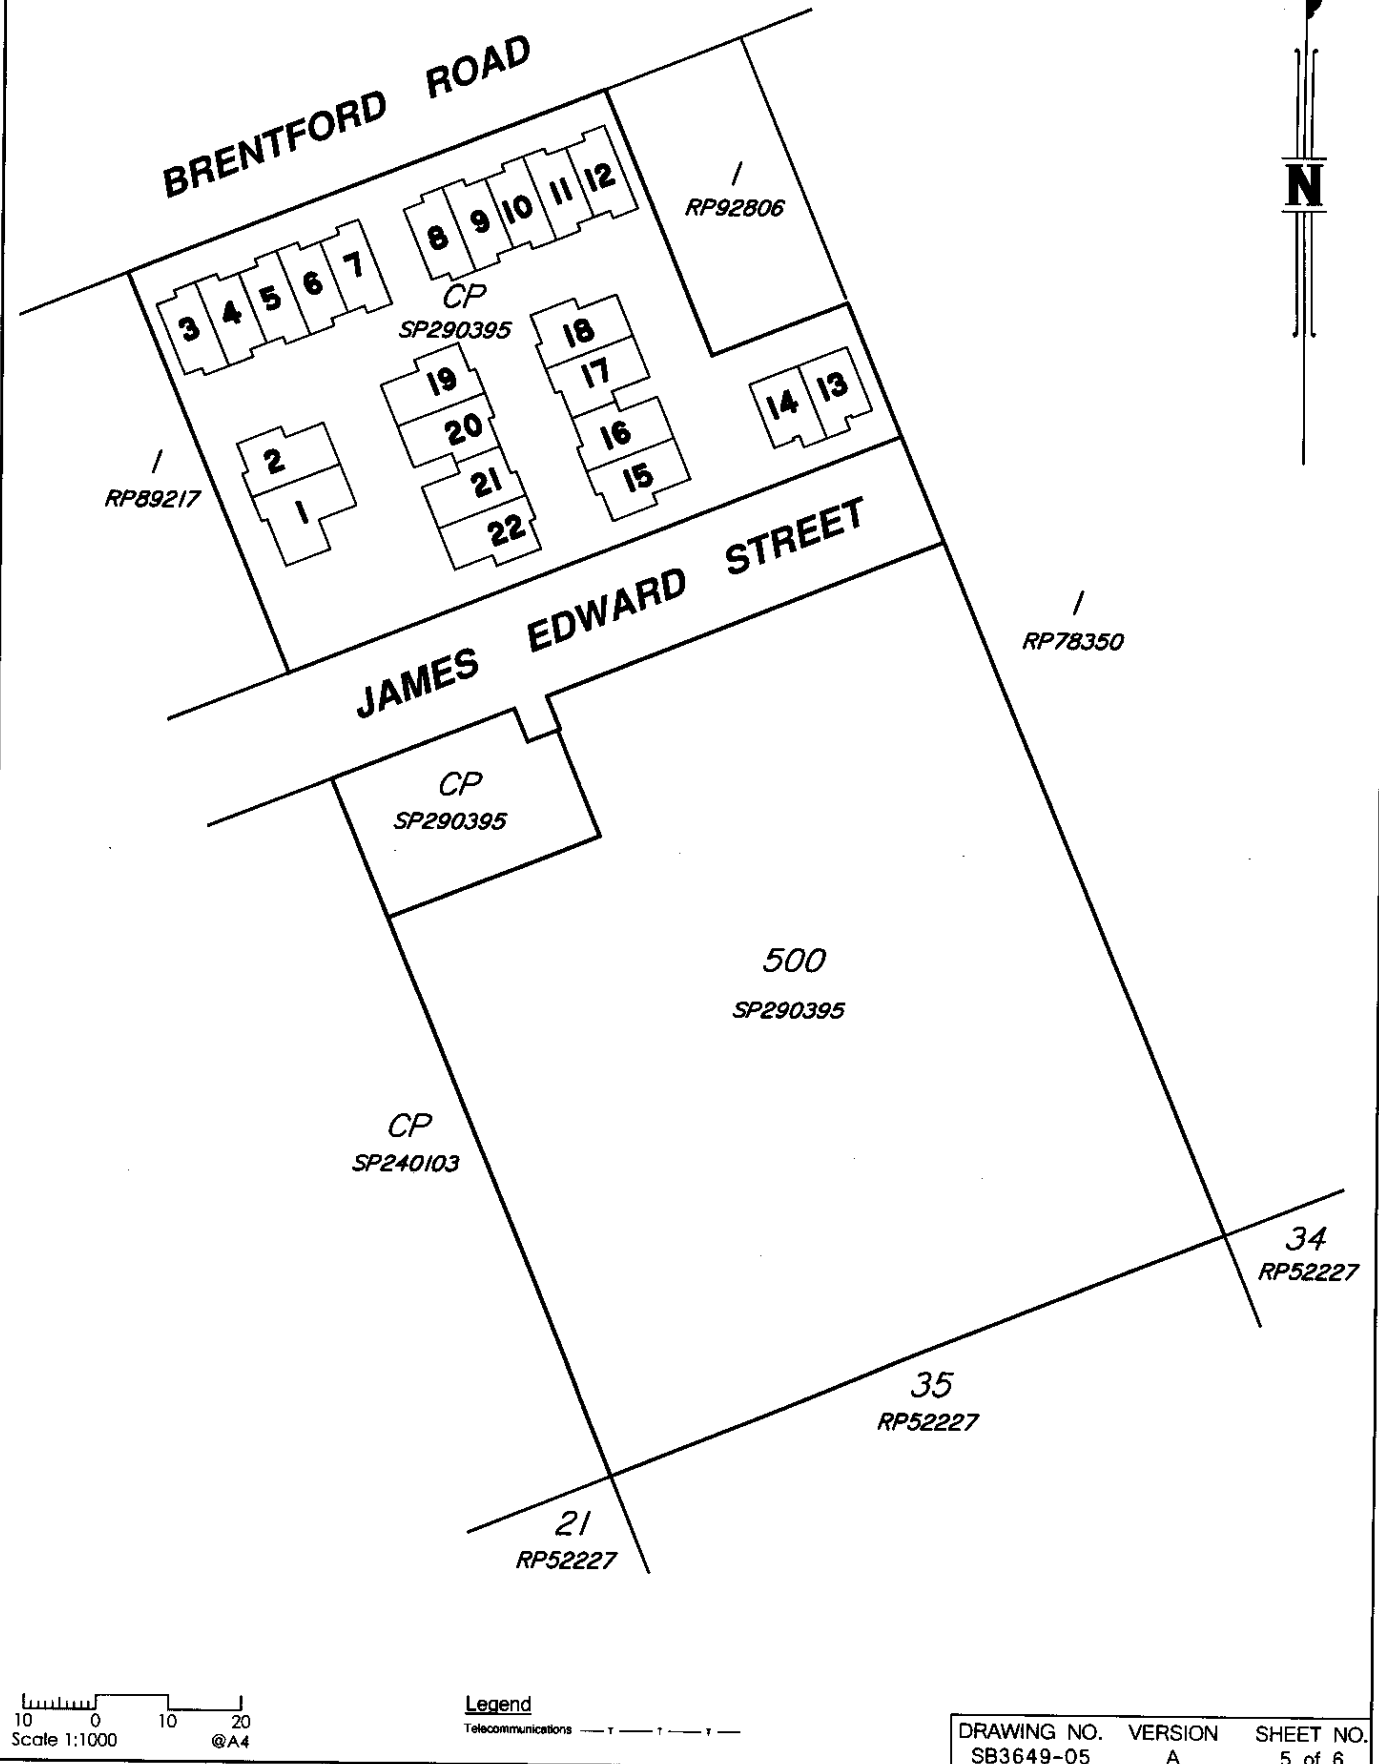 BRENTFORD ROAD
N
1
RP92806
12
11
10
9
8
7
6
5
4
3
CP
SP290395
18
17
16
15
19
20
21
22
14
13
2
1
1
RP89217
JAMES EDWARD STREET
1
RP78350
CP
SP290395
500
SP290395
CP
SP240103
34
RP52227
35
RP52227
21
RP52227
10 0 10 20
Scale 1:1000 @A4
Legend
Telecommunications — T — T — T —
DRAWING NO. VERSION SHEET NO.
SB3649-05 A 5 of 6